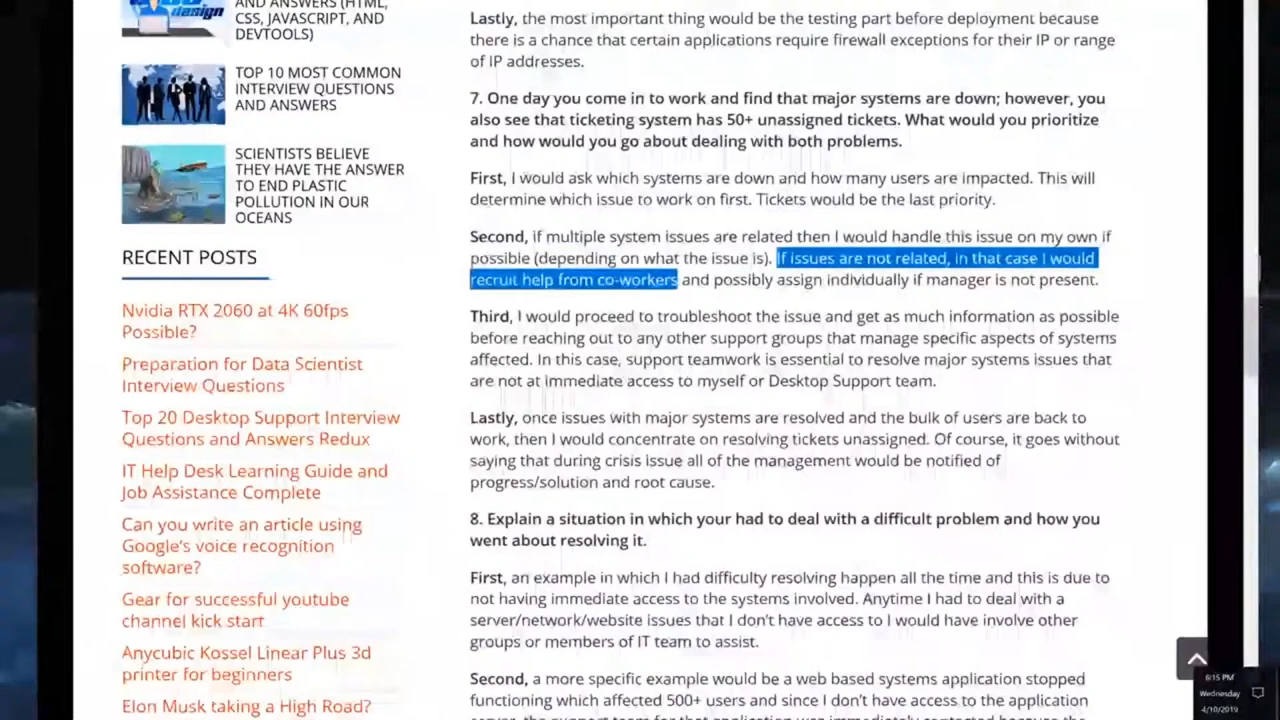 design
AND ANSWERS (HTML,
CSS, JAVASCRIPT, AND
DEVTOOLS)
TOP 10 MOST COMMON
INTERVIEW QUESTIONS
AND ANSWERS
SCIENTISTS BELIEVE
THEY HAVE THE ANSWER
TO END PLASTIC
POLLUTION IN OUR
OCEANS
RECENT POSTS
Nvidia RTX 2060 at 4K 60fps
Possible?
Preparation for Data Scientist
Interview Questions
Top 20 Desktop Support Interview
Questions and Answers Redux
IT Help Desk Learning Guide and
Job Assistance Complete
Can you write an article using
Google's voice recognition
software?
Gear for successful youtube
channel kick start
Anycubic Kossel Linear Plus 3d
printer for beginners
Elon Musk taking a High Road?
Lastly, the most important thing would be the testing part before deployment because
there is a chance that certain applications require firewall exceptions for their IP or range
of IP addresses.
7. One day you come in to work and find that major systems are down; however, you
also see that ticketing system has 50+ unassigned tickets. What would you prioritize
and how would you go about dealing with both problems.
First, I would ask which systems are down and how many users are impacted. This will
determine which issue to work on first. Tickets would be the last priority.
Second, if multiple system issues are related then I would handle this issue on my own if
possible (depending on what the issue is). If issues are not related, in that case I would
recruit help from co-workers and possibly assign individually if manager is not present.
Third, I would proceed to troubleshoot the issue and get as much information as possible
before reaching out to any other support groups that manage specific aspects of systems
affected. In this case, support teamwork is essential to resolve major systems issues that
are not at immediate access to myself or Desktop Support team.
Lastly, once issues with major systems are resolved and the bulk of users are back to
work, then I would concentrate on resolving tickets unassigned. Of course, it goes without
saying that during crisis issue all of the management would be notified of
progress/solution and root cause.
8. Explain a situation in which your had to deal with a difficult problem and how you
went about resolving it.
First, an example in which I had difficulty resolving happen all the time and this is due to
not having immediate access to the systems involved. Anytime I had to deal with a
server/network/website issues that I don't have access to I would have involve other
groups or members of IT team to assist.
Second, a more specific example would be a web based systems application stopped
functioning which affected 500+ users and since I don't have access to the application
6:15 PM
Wednesday
4/10/2019